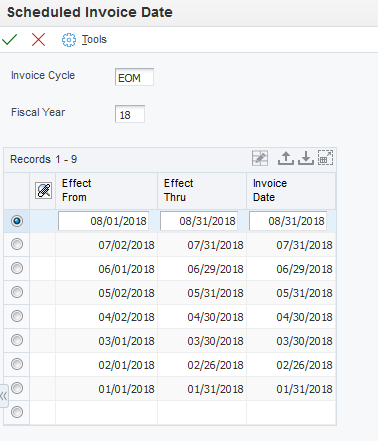 Scheduled Invoice Date
Tools
Invoice Cycle EOM
Fiscal Year 18
Records 1 - 9
Effect From Effect Thru Invoice Date
08/01/2018 08/31/2018 08/31/2018
07/02/2018 07/31/2018 07/31/2018
06/01/2018 06/29/2018 06/29/2018
05/02/2018 05/31/2018 05/31/2018
04/02/2018 04/30/2018 04/30/2018
03/01/2018 03/30/2018 03/30/2018
02/01/2018 02/26/2018 02/26/2018
01/01/2018 01/31/2018 01/31/2018